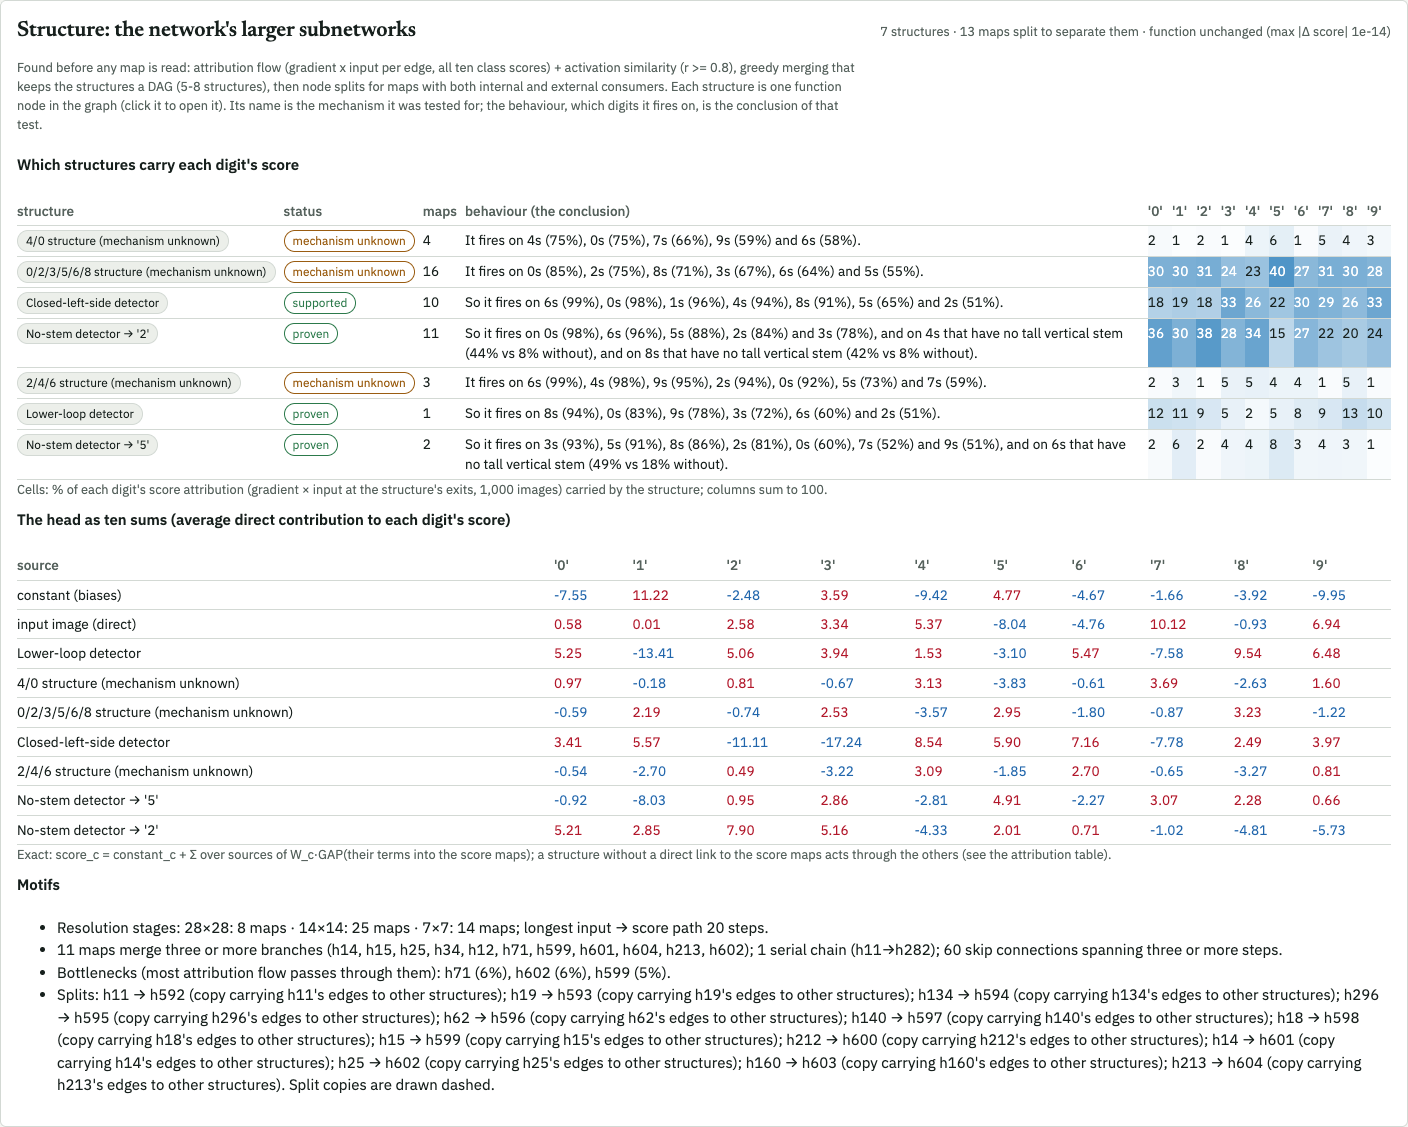 Structure: the network's larger subnetworks
7 structures · 13 maps split to separate them · function unchanged (max |Δ score| 1e-14)
Found before any map is read: attribution flow (gradient x input per edge, all ten class scores) + activation similarity (r >= 0.8), greedy merging that
keeps the structures a DAG (5-8 structures), then node splits for maps with both internal and external consumers. Each structure is one function
node in the graph (click it to open it). Its name is the mechanism it was tested for; the behaviour, which digits it fires on, is the conclusion of that
test.
Which structures carry each digit's score
structure status maps behaviour (the conclusion) '0' '1' '2' '3' '4' '5' '6' '7' '8' '9'
4/0 structure (mechanism unknown) mechanism unknown 4 It fires on 4s (75%), 0s (75%), 7s (66%), 9s (59%) and 6s (58%). 2 1 2 1 4 6 1 5 4 3
0/2/3/5/6/8 structure (mechanism unknown) mechanism unknown 16 It fires on 0s (85%), 2s (75%), 8s (71%), 3s (67%), 6s (64%) and 5s (55%). 30 30 31 24 23 40 27 31 30 28
Closed-left-side detector supported 10 So it fires on 6s (99%), 0s (98%), 1s (96%), 4s (94%), 8s (91%), 5s (65%) and 2s (51%). 18 19 18 33 26 22 30 29 26 33
No-stem detector → '2' proven 11 So it fires on 0s (98%), 6s (96%), 5s (88%), 2s (84%) and 3s (78%), and on 4s that have no tall vertical stem 36 30 38 28 34 15 27 22 20 24
(44% vs 8% without), and on 8s that have no tall vertical stem (42% vs 8% without).
2/4/6 structure (mechanism unknown) mechanism unknown 3 It fires on 6s (99%), 4s (98%), 9s (95%), 2s (94%), 0s (92%), 5s (73%) and 7s (59%). 2 3 1 5 5 4 4 1 5 1
Lower-loop detector proven 1 So it fires on 8s (94%), 0s (83%), 9s (78%), 3s (72%), 6s (60%) and 2s (51%). 12 11 9 5 2 5 8 9 13 10
No-stem detector → '5' proven 2 So it fires on 3s (93%), 5s (91%), 8s (86%), 2s (81%), 0s (60%), 7s (52%) and 9s (51%), and on 6s that have 2 6 2 4 4 8 3 4 3 1
no tall vertical stem (49% vs 18% without).
Cells: % of each digit's score attribution (gradient × input at the structure's exits, 1,000 images) carried by the structure; columns sum to 100.
The head as ten sums (average direct contribution to each digit's score)
source '0' '1' '2' '3' '4' '5' '6' '7' '8' '9'
constant (biases) -7.55 11.22 -2.48 3.59 -9.42 4.77 -4.67 -1.66 -3.92 -9.95
input image (direct) 0.58 0.01 2.58 3.34 5.37 -8.04 -4.76 10.12 -0.93 6.94
Lower-loop detector 5.25 -13.41 5.06 3.94 1.53 -3.10 5.47 -7.58 9.54 6.48
4/0 structure (mechanism unknown) 0.97 -0.18 0.81 -0.67 3.13 -3.83 -0.61 3.69 -2.63 1.60
0/2/3/5/6/8 structure (mechanism unknown) -0.59 2.19 -0.74 2.53 -3.57 2.95 -1.80 -0.87 3.23 -1.22
Closed-left-side detector 3.41 5.57 -11.11 -17.24 8.54 5.90 7.16 -7.78 2.49 3.97
2/4/6 structure (mechanism unknown) -0.54 -2.70 0.49 -3.22 3.09 -1.85 2.70 -0.65 -3.27 0.81
No-stem detector → '5' -0.92 -8.03 0.95 2.86 -2.81 4.91 -2.27 3.07 2.28 0.66
No-stem detector → '2' 5.21 2.85 7.90 5.16 -4.33 2.01 0.71 -1.02 -4.81 -5.73
Exact: score_c = constant_c + Σ over sources of W_c·GAP(their terms into the score maps); a structure without a direct link to the score maps acts through the others (see the attribution table).
Motifs
• Resolution stages: 28×28: 8 maps · 14×14: 25 maps · 7×7: 14 maps; longest input → score path 20 steps.
• 11 maps merge three or more branches (h14, h15, h25, h34, h12, h71, h599, h601, h604, h213, h602); 1 serial chain (h11→h282); 60 skip connections spanning three or more steps.
• Bottlenecks (most attribution flow passes through them): h71 (6%), h602 (6%), h599 (5%).
• Splits: h11 → h592 (copy carrying h11's edges to other structures); h19 → h593 (copy carrying h19's edges to other structures); h134 → h594 (copy carrying h134's edges to other structures); h296
→ h595 (copy carrying h296's edges to other structures); h62 → h596 (copy carrying h62's edges to other structures); h140 → h597 (copy carrying h140's edges to other structures); h18 → h598
(copy carrying h18's edges to other structures); h15 → h599 (copy carrying h15's edges to other structures); h212 → h600 (copy carrying h212's edges to other structures); h14 → h601 (copy
carrying h14's edges to other structures); h25 → h602 (copy carrying h25's edges to other structures); h160 → h603 (copy carrying h160's edges to other structures); h213 → h604 (copy carrying
h213's edges to other structures). Split copies are drawn dashed.